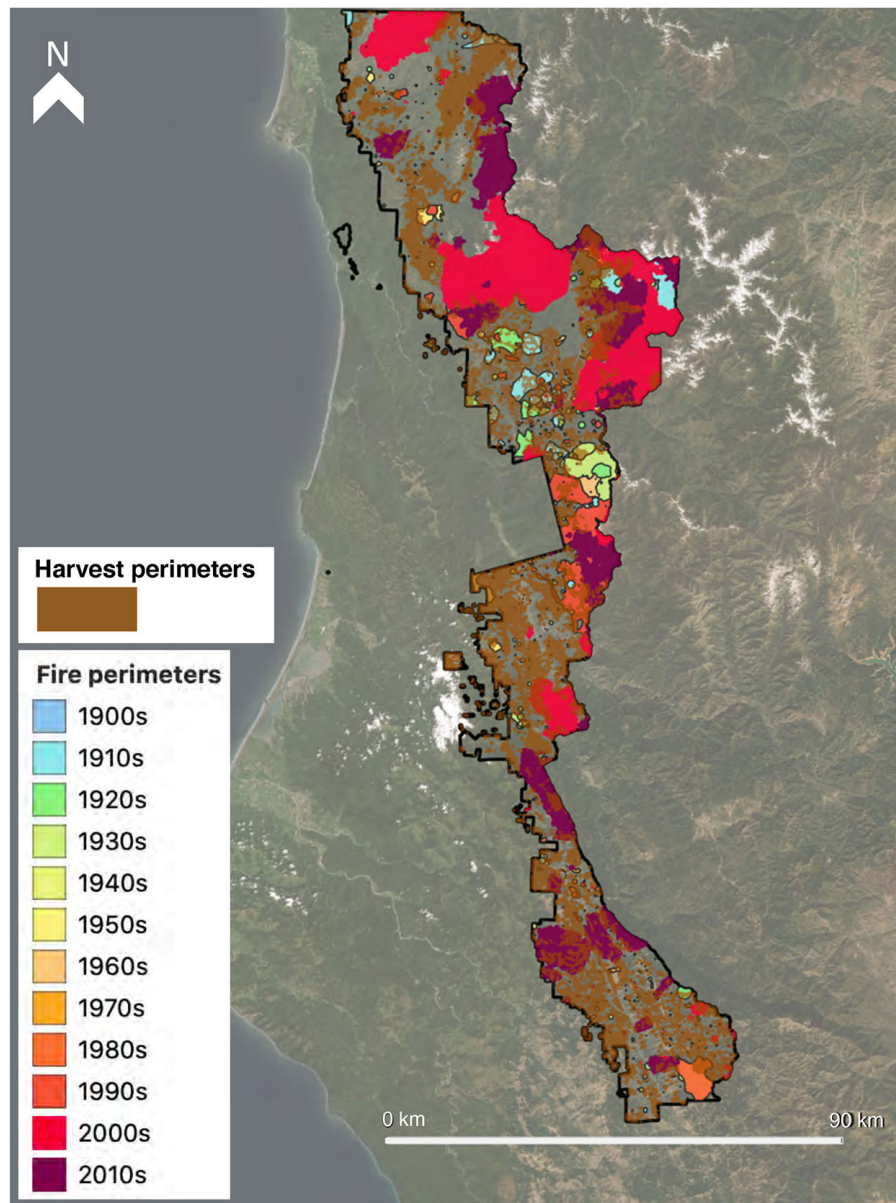 N
Harvest perimeters
Fire perimeters
1900s
1910s
1920s
1930s
1940s
1950s
1960s
1970s
1980s
1990s
2000s
2010s
0 km
90 km